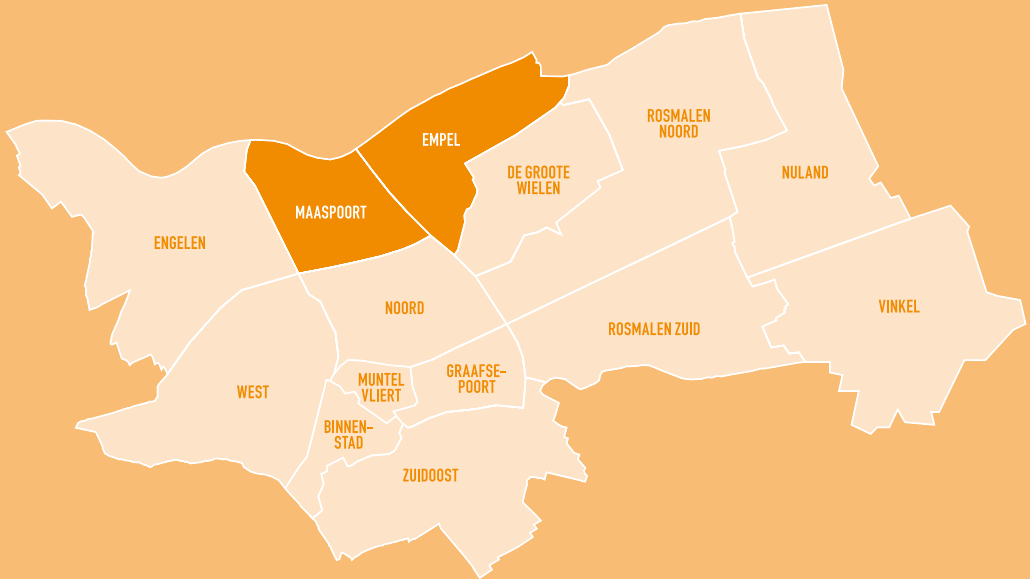 EMPEL
ROSMALEN
NOORD
DE GROOTE
WIELEN
NULAND
MAASPOORT
ENGELEN
NOORD
VINKEL
ROSMALEN ZUID
WEST
MUNTEL
VLIERT
GRAAFSE-
POORT
BINNEN-
STAD
ZUIDOOST